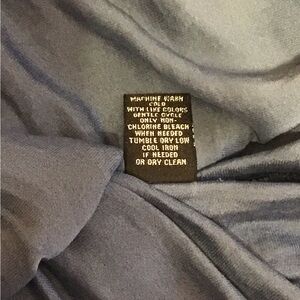 MACHINE WASH
COLD
WITH LIKE COLORS
GENTLE CYCLE
ONLY NON-
CHLORINE BLEACH
WHEN NEEDED
TUMBLE DRY LOW
COOL IRON
IF NEEDED
OR DRY CLEAN